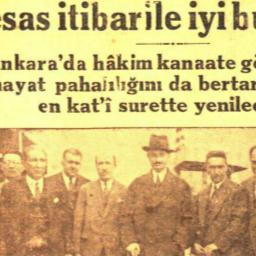 esas itibarile iyi bu
nkara'da hâkim kanaate gö
hayat pahalılığını da bertar
en kat'î surette yenilec